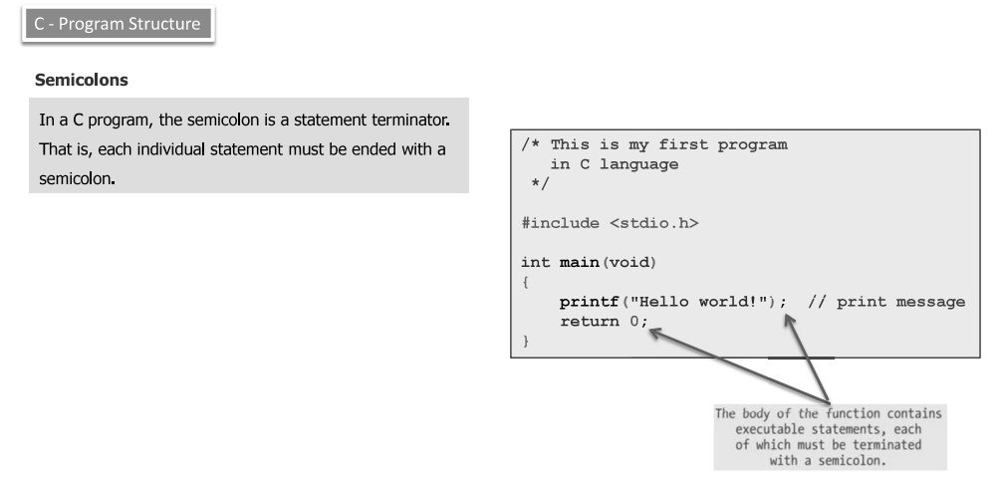 C - Program Structure
Semicolons
In a C program, the semicolon is a statement terminator.
That is, each individual statement must be ended with a
semicolon.
/* This is my first program
   in C language
 */
#include <stdio.h>
int main(void)
{
    printf("Hello world!");  // print message
    return 0;
}
The body of the function contains
executable statements, each
of which must be terminated
with a semicolon.